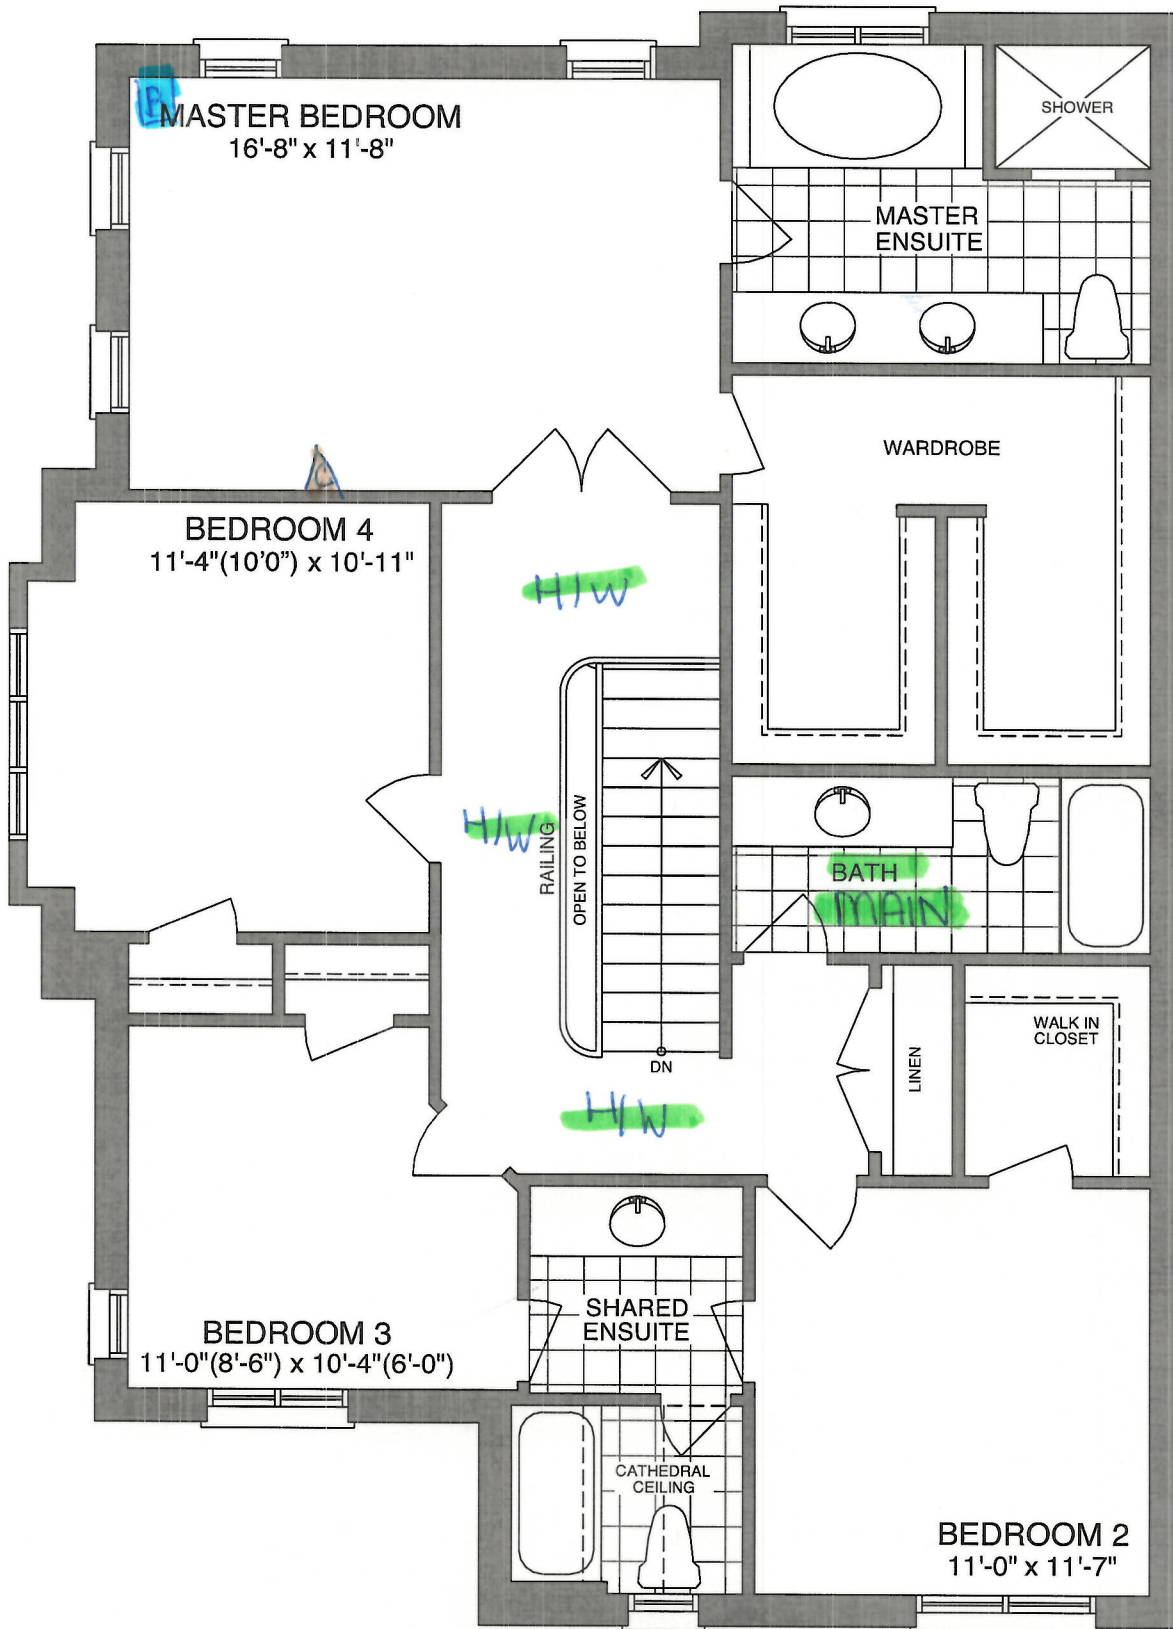 P
MASTER BEDROOM
16'-8" x 11'-8"
SHOWER
MASTER
ENSUITE
WARDROBE
C
BEDROOM 4
11'-4"(10'0") x 10'-11"
H/W
H/W
RAILING
OPEN TO BELOW
BATH
MAIN
DN
LINEN
WALK IN
CLOSET
H/W
SHARED
ENSUITE
BEDROOM 3
11'-0"(8'-6") x 10'-4"(6'-0")
CATHEDRAL
CEILING
BEDROOM 2
11'-0" x 11'-7"